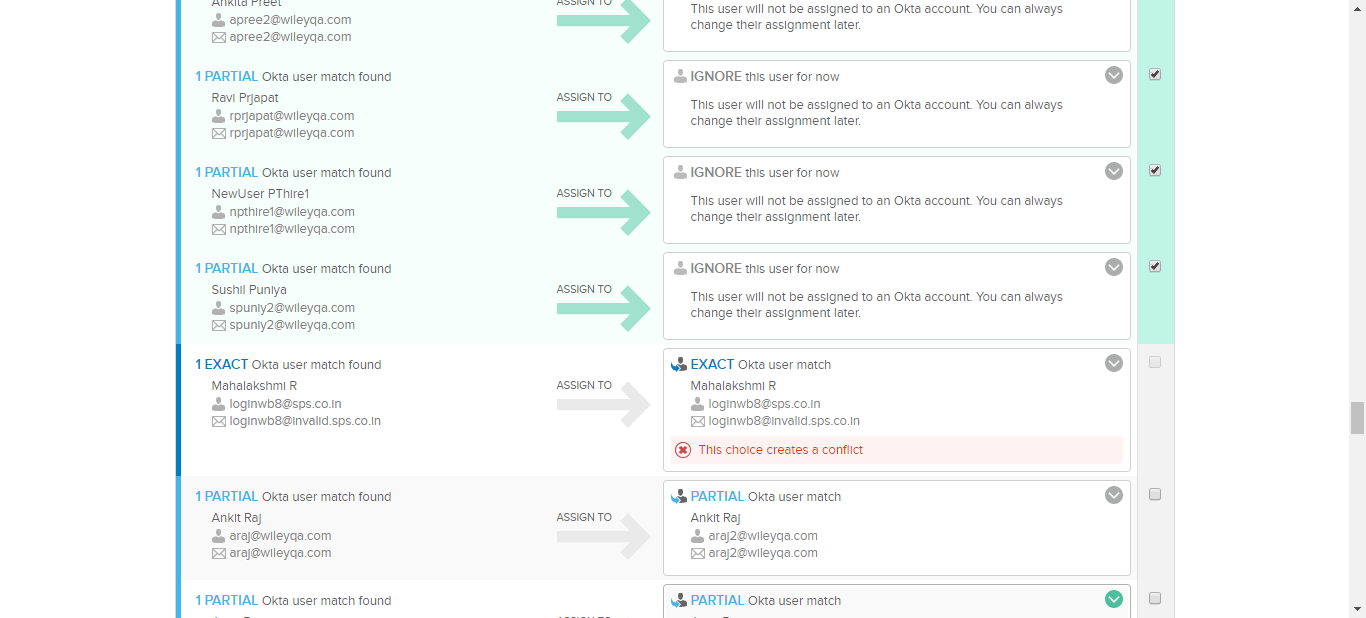 Ankita Preet
apree2@wileyqa.com
apree2@wileyqa.com
ASSIGN TO
This user will not be assigned to an Okta account. You can always
change their assignment later.
1 PARTIAL Okta user match found
Ravi Prjapat
rprjapat@wileyqa.com
rprjapat@wileyqa.com
ASSIGN TO
IGNORE this user for now
This user will not be assigned to an Okta account. You can always
change their assignment later.
1 PARTIAL Okta user match found
NewUser PThire1
npthire1@wileyqa.com
npthire1@wileyqa.com
ASSIGN TO
IGNORE this user for now
This user will not be assigned to an Okta account. You can always
change their assignment later.
1 PARTIAL Okta user match found
Sushil Puniya
spuniy2@wileyqa.com
spuniy2@wileyqa.com
ASSIGN TO
IGNORE this user for now
This user will not be assigned to an Okta account. You can always
change their assignment later.
1 EXACT Okta user match found
Mahalakshmi R
loginwb8@sps.co.in
loginwb8@invalid.sps.co.in
ASSIGN TO
EXACT Okta user match
Mahalakshmi R
loginwb8@sps.co.in
loginwb8@invalid.sps.co.in
This choice creates a conflict
1 PARTIAL Okta user match found
Ankit Raj
araj@wileyqa.com
araj@wileyqa.com
ASSIGN TO
PARTIAL Okta user match
Ankit Raj
araj2@wileyqa.com
araj2@wileyqa.com
1 PARTIAL Okta user match found
ASSIGN TO
PARTIAL Okta user match